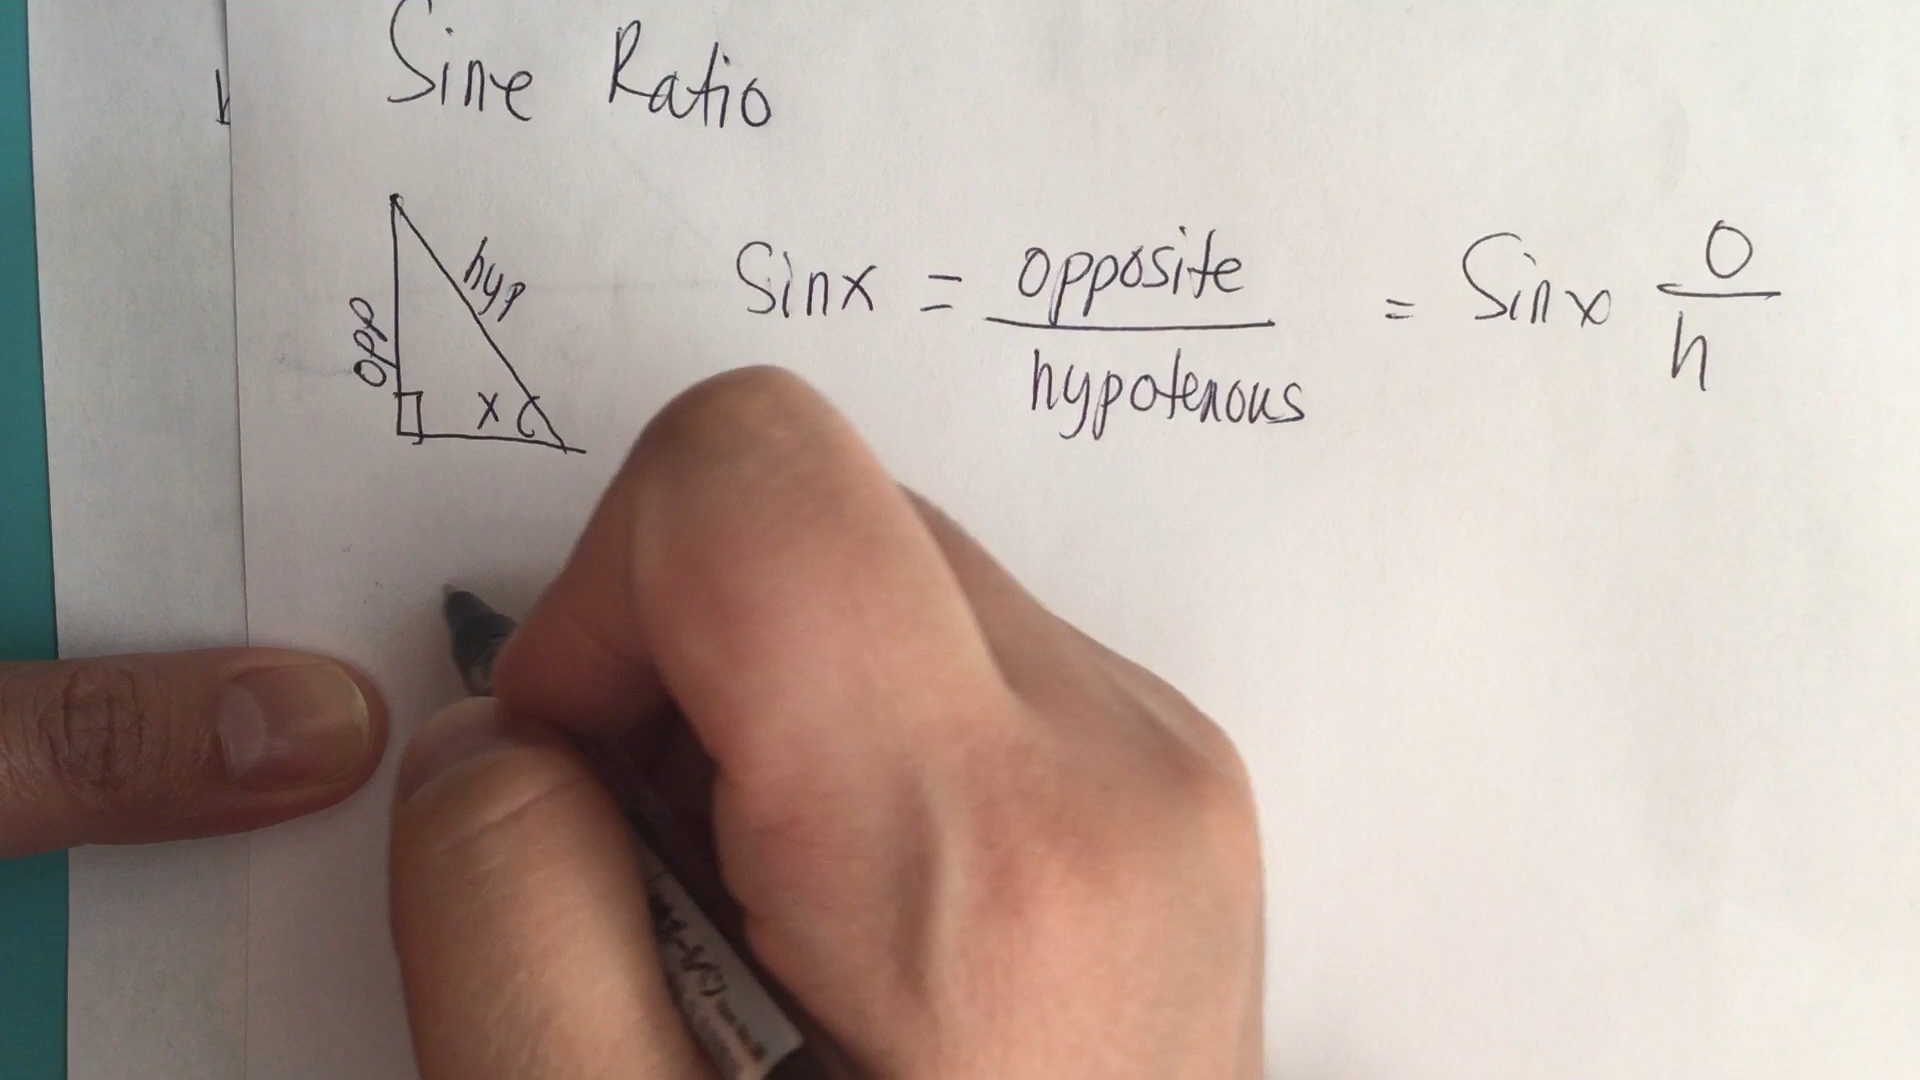 Sine Ratio
opp
hyp
x
Sinx = opposite / hypotenous = Sinx O / h